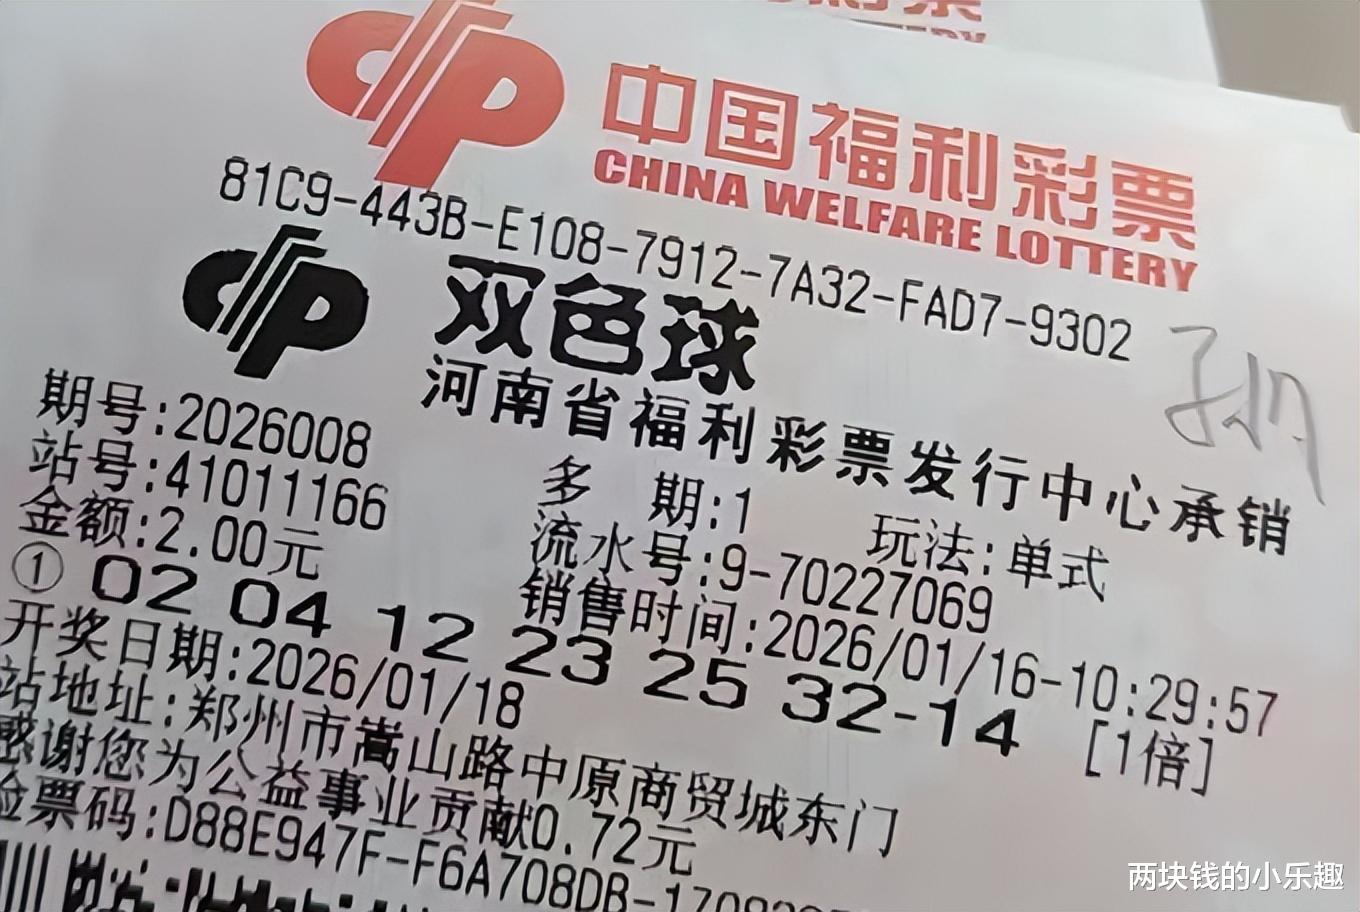 中国福利彩票
CHINA WELFARE LOTTERY
81C9-443B-E108-7912-7A32-FAD7-9302
双色球
河南省福利彩票发行中心承销
期号:2026008 多 期:1 玩法:单式
站号:41011166 流水号:9-70227069
金额:2.00元 销售时间:2026/01/16-10:29:57
① 02 04 12 23 25 32-14 [1倍]
开奖日期:2026/01/18
站地址:郑州市嵩山路中原商贸城东门
感谢您为公益事业贡献0.72元
验票码:D88E947F-F6A708DB-
两块钱的小乐趣